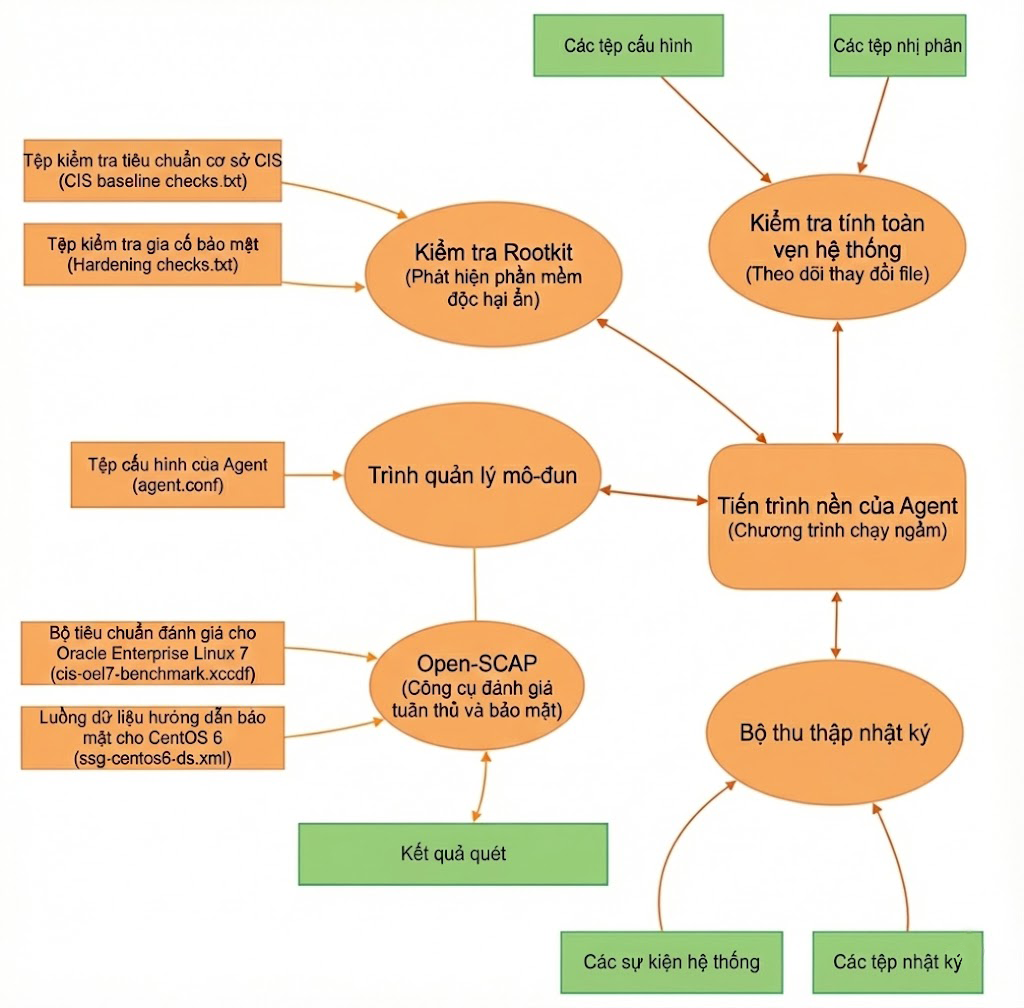 Các tệp cấu hình
Các tệp nhị phân
Tệp kiểm tra tiêu chuẩn cơ sở CIS
(CIS baseline checks.txt)
Tệp kiểm tra gia cố bảo mật
(Hardening checks.txt)
Kiểm tra Rootkit
(Phát hiện phần mềm
độc hại ẩn)
Kiểm tra tính toàn
vẹn hệ thống
(Theo dõi thay đổi file)
Tệp cấu hình của Agent
(agent.conf)
Trình quản lý mô-đun
Tiến trình nền của Agent
(Chương trình chạy ngầm)
Bộ tiêu chuẩn đánh giá cho
Oracle Enterprise Linux 7
(cis-oel7-benchmark.xccdf)
Luồng dữ liệu hướng dẫn bảo
mật cho CentOS 6
(ssg-centos6-ds.xml)
Open-SCAP
(Công cụ đánh giá
tuân thủ và bảo mật)
Bộ thu thập nhật ký
Kết quả quét
Các sự kiện hệ thống
Các tệp nhật ký